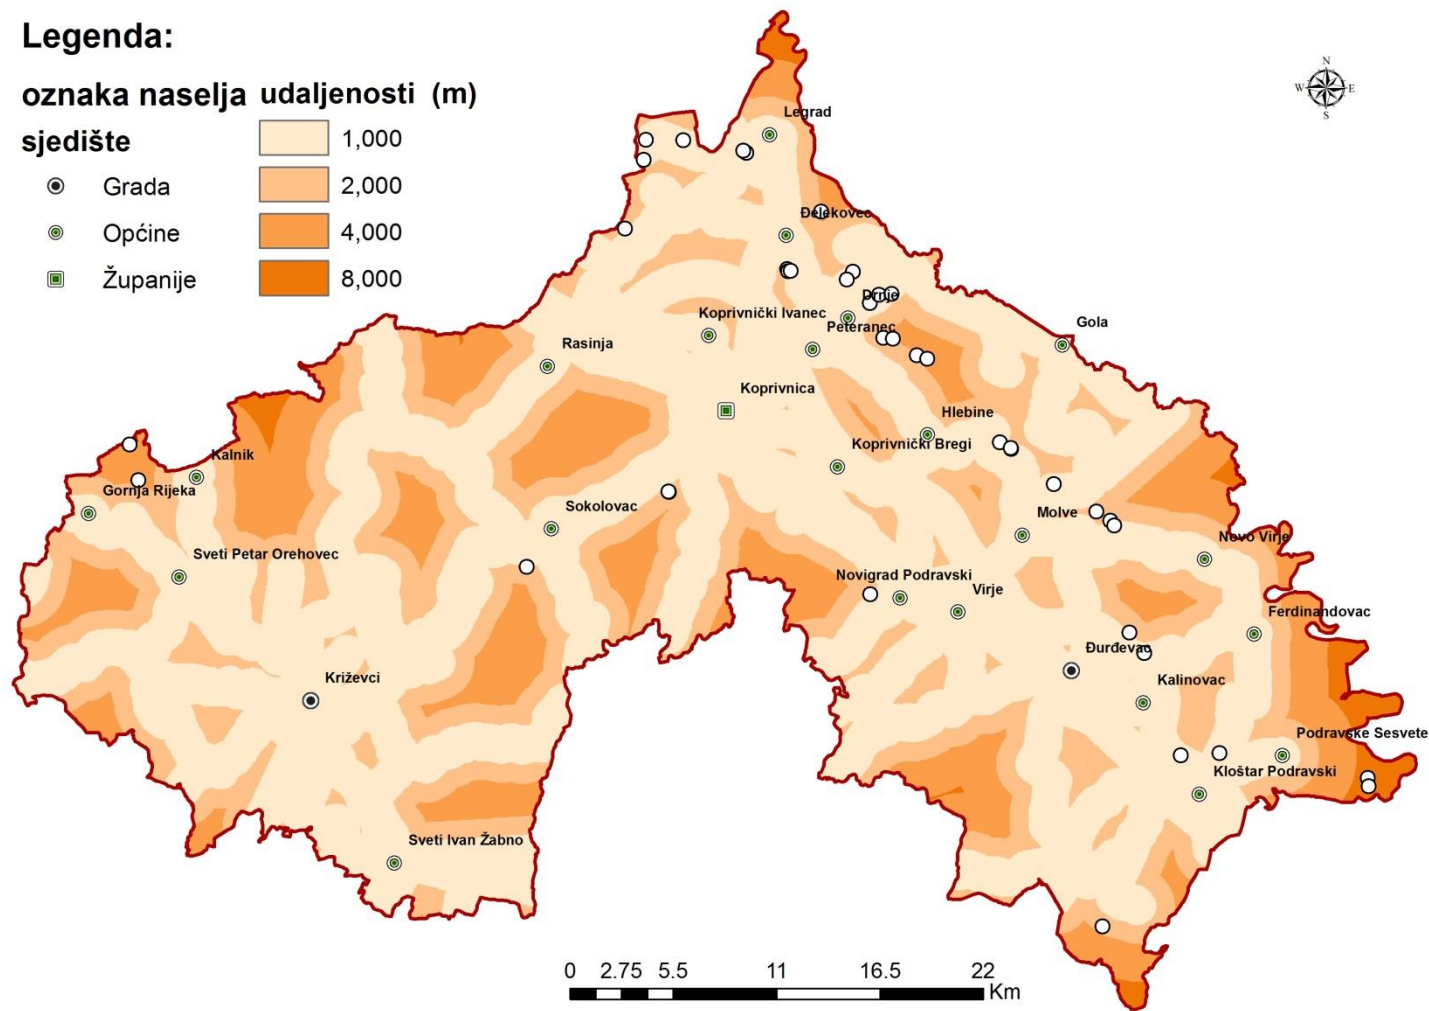 Legenda:
oznaka naselja udaljenosti (m)
sjedište
1,000
Grada
2,000
Općine
4,000
Županije
8,000
N
W E
S
Legrad
Đelekovec
Drnje
Koprivnički Ivanec
Peteranec
Gola
Rasinja
Koprivnica
Hlebine
Koprivnički Bregi
Kalnik
Gornja Rijeka
Sokolovac
Molve
Novo Virje
Sveti Petar Orehovec
Novigrad Podravski
Virje
Ferdinandovac
Đurđevac
Križevci
Kalinovac
Podravske Sesvete
Kloštar Podravski
Sveti Ivan Žabno
0 2.75 5.5 11 16.5 22
Km